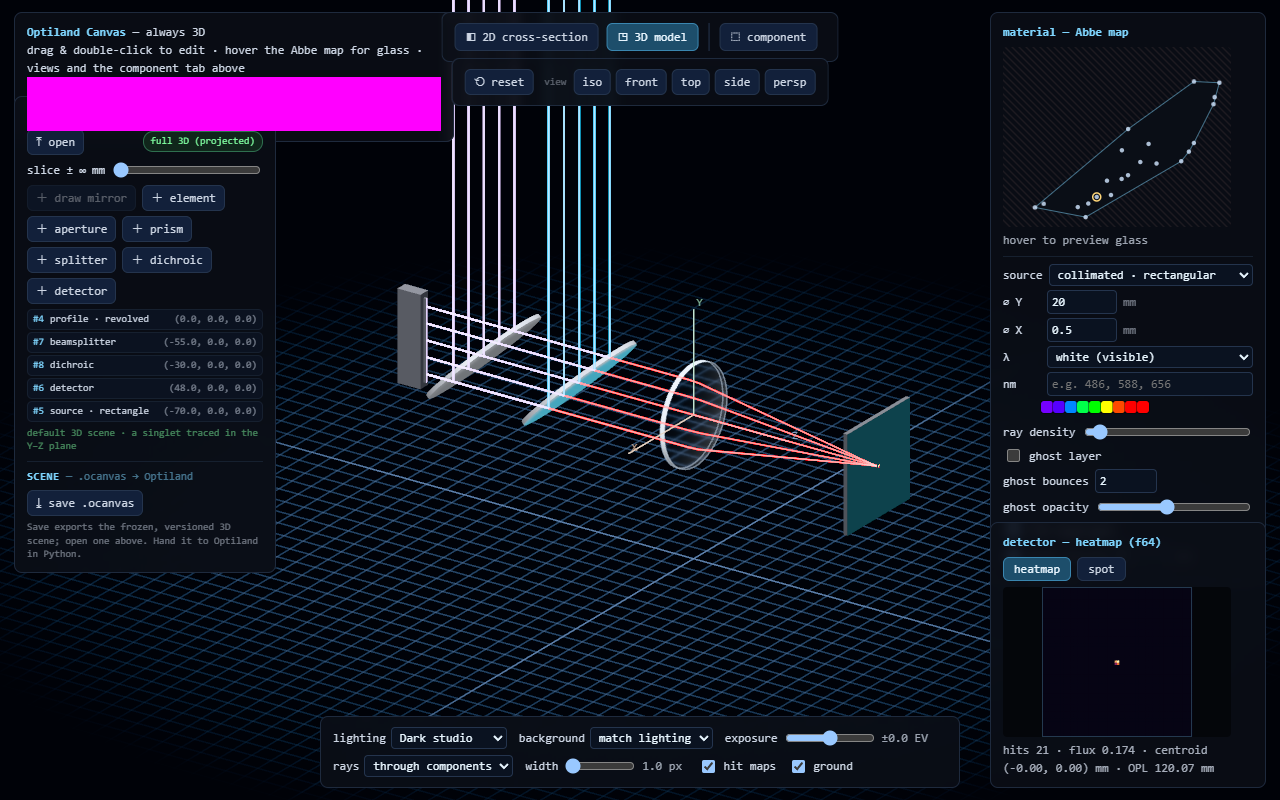 Optiland Canvas — always 3D
drag & double-click to edit · hover the Abbe map for glass ·
views and the component tab above
open
full 3D (projected)
slice ± ∞ mm
+ draw mirror
+ element
+ aperture
+ prism
+ splitter
+ dichroic
+ detector
#4 profile · revolved (0.0, 0.0, 0.0)
#7 beamsplitter (-55.0, 0.0, 0.0)
#8 dichroic (-30.0, 0.0, 0.0)
#6 detector (48.0, 0.0, 0.0)
#5 source · rectangle (-70.0, 0.0, 0.0)
default 3D scene · a singlet traced in the
Y–Z plane
SCENE — .ocanvas → Optiland
save .ocanvas
Save exports the frozen, versioned 3D
scene; open one above. Hand it to Optiland
in Python.
2D cross-section
3D model
component
reset
view
iso
front
top
side
persp
Y
X
Z
lighting Dark studio background match lighting exposure ±0.0 EV
rays through components width 1.0 px hit maps ground
material — Abbe map
hover to preview glass
source collimated · rectangular
⌀ Y 20 mm
⌀ X 0.5 mm
λ white (visible)
nm e.g. 486, 588, 656
ray density
ghost layer
ghost bounces 2
ghost opacity
detector — heatmap (f64)
heatmap
spot
hits 21 · flux 0.174 · centroid
(-0.00, 0.00) mm · OPL 120.07 mm